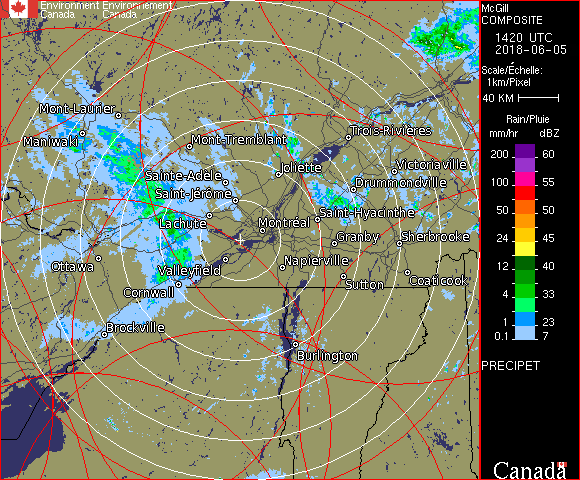 Environment Environnement
Canada Canada
McGill
COMPOSITE
1420 UTC
2018-06-05
Scale/Échelle:
1km/Pixel
40 KM
Rain/Pluie
mm/hr dBZ
200 60
150 55
100 55
50 50
24 45
12 40
4 33
1 23
0.1 7
PRECIPET
Canada
Mont-Laurier
Maniwaki
Mont-Tremblant
Trois-Rivières
Victoriaville
Sainte-Adèle
Joliette
Drummondville
Saint-Jérôme
Saint-Hyacinthe
Lachute
Montréal
Granby
Sherbrooke
Ottawa
Valleyfield
Napierville
Cornwall
Sutton
Coaticook
Brockville
Burlington